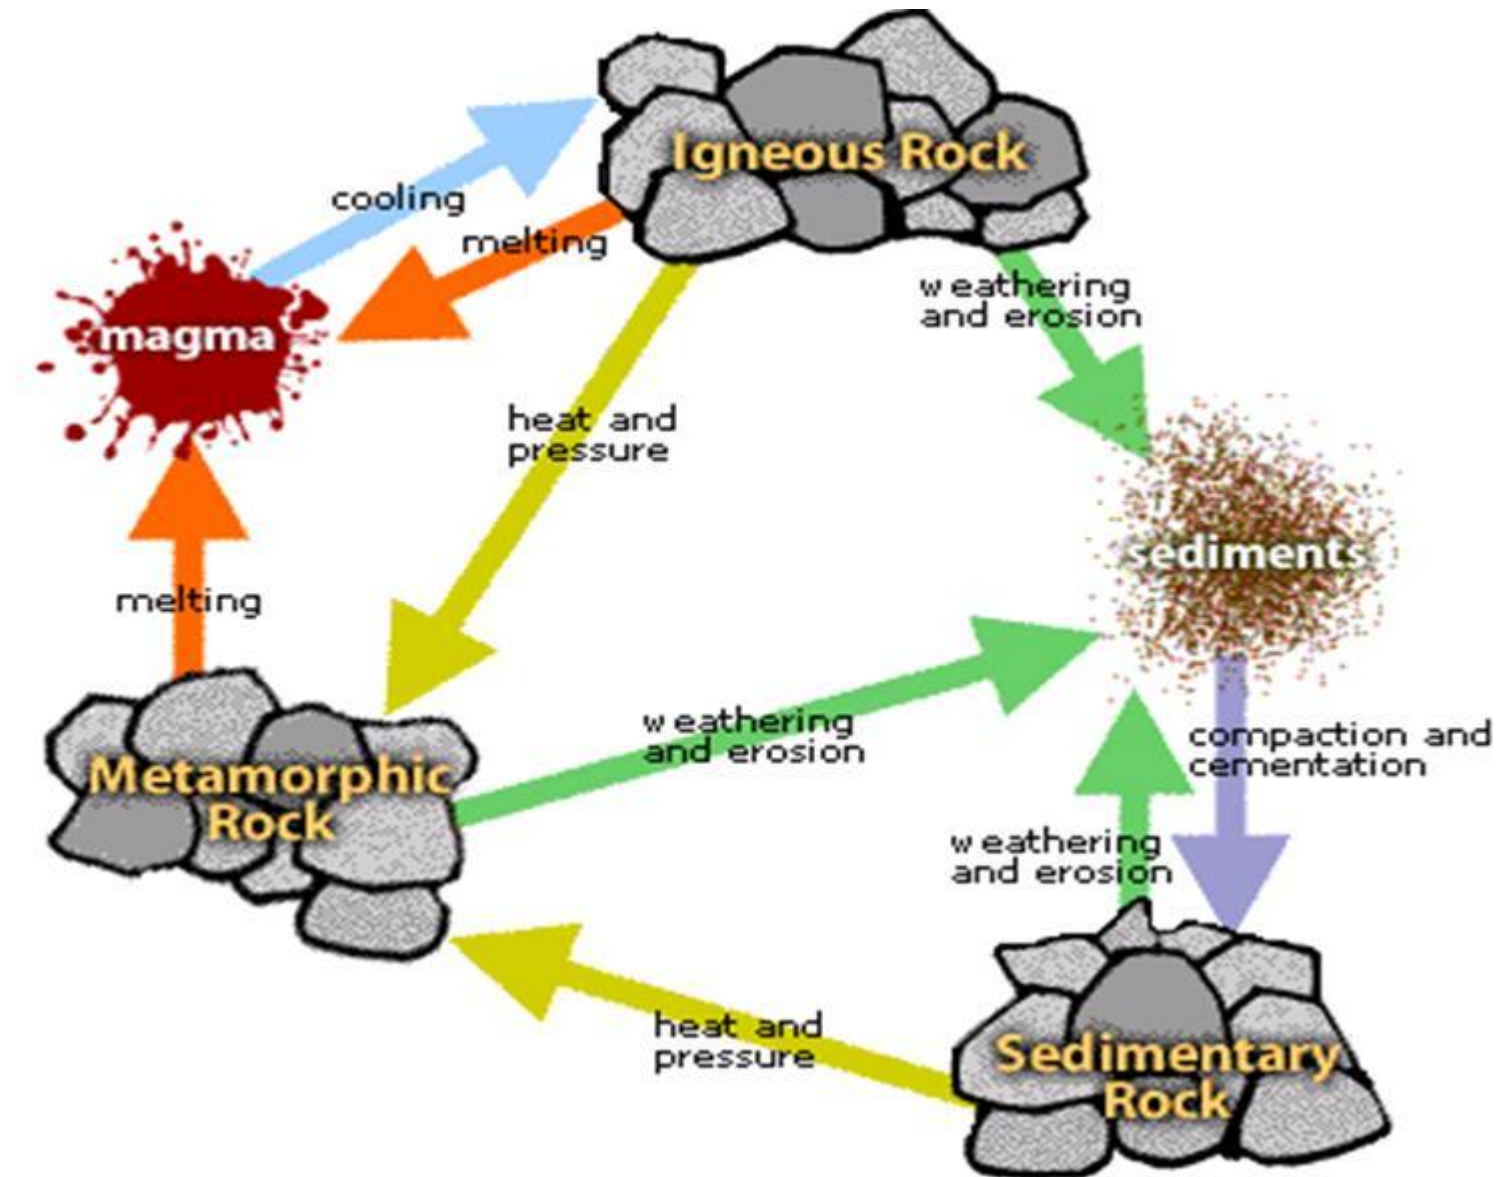 Igneous Rock
cooling
melting
weathering
and erosion
magma
heat and
pressure
sediments
melting
weathering
and erosion
compaction and
cementation
Metamorphic
Rock
weathering
and erosion
heat and
pressure
Sedimentary
Rock